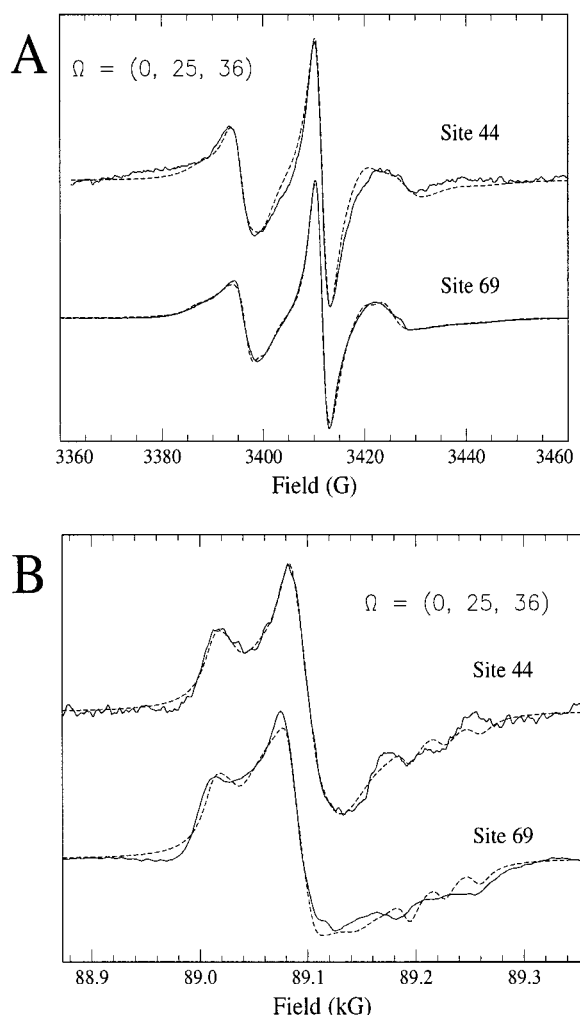 A
Ω = (0, 25, 36)
Site 44
Site 69
3360 3380 3400 3420 3440 3460
Field (G)
B
Ω = (0, 25, 36)
Site 44
Site 69
88.9 89.0 89.1 89.2 89.3
Field (kG)